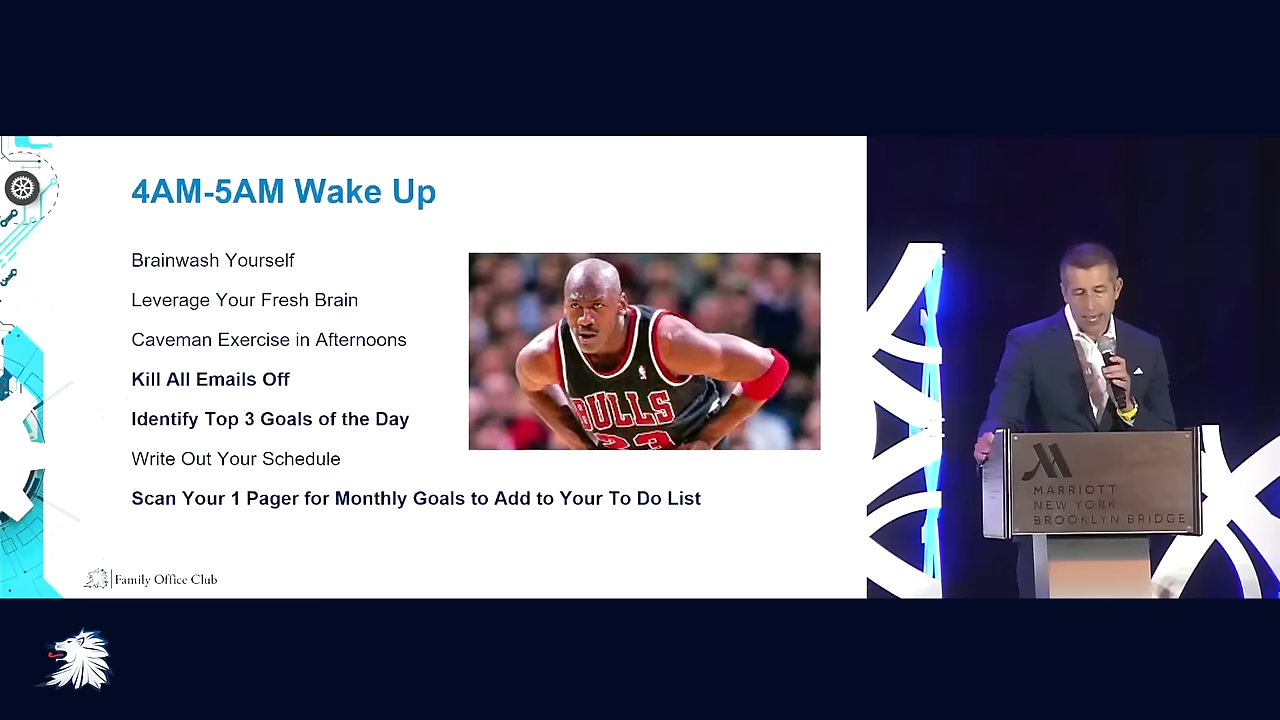 4AM-5AM Wake Up
Brainwash Yourself
Leverage Your Fresh Brain
Caveman Exercise in Afternoons
Kill All Emails Off
Identify Top 3 Goals of the Day
Write Out Your Schedule
Scan Your 1 Pager for Monthly Goals to Add to Your To Do List
BULLS
23
Family Office Club
MARRIOTT
NEW YORK
BROOKLYN BRIDGE